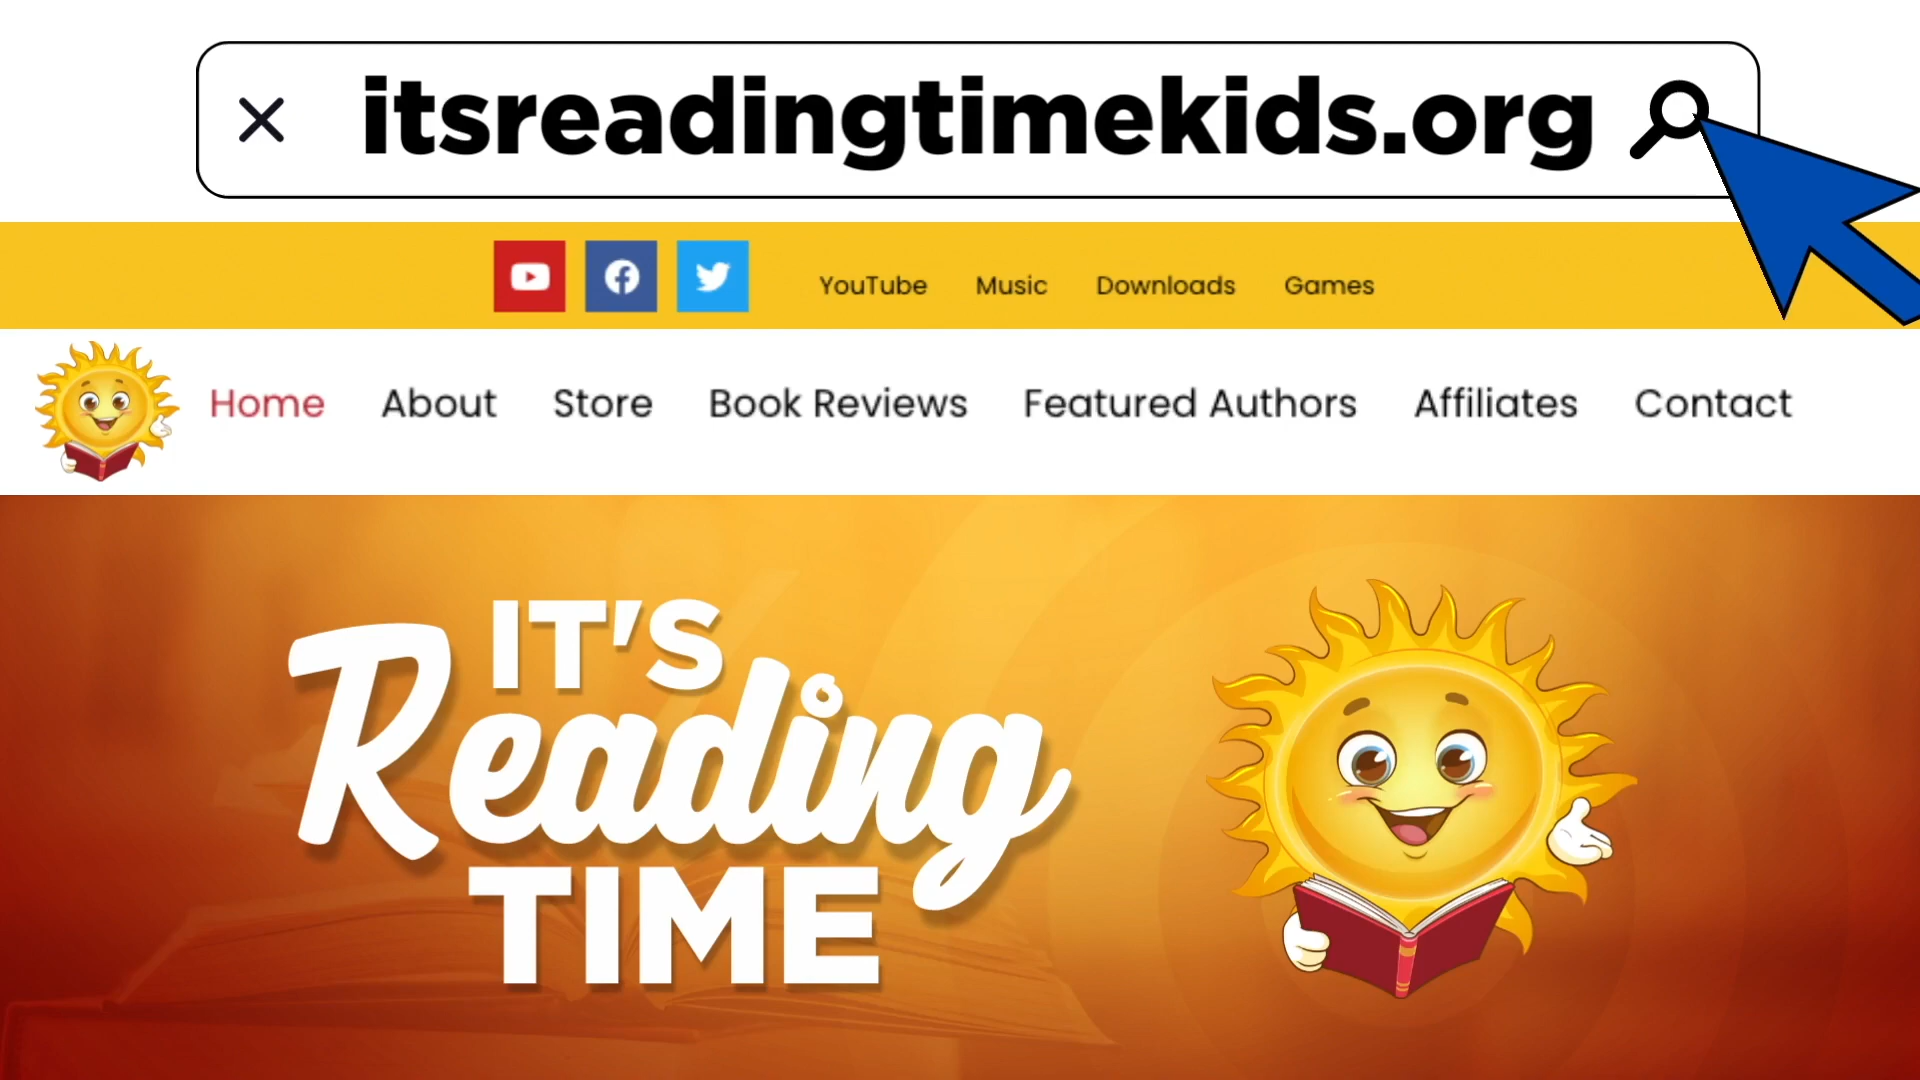 itsreadingtimekids.org
YouTube Music Downloads Games
Home About Store Book Reviews Featured Authors Affiliates Contact
IT'S
Reading
TIME